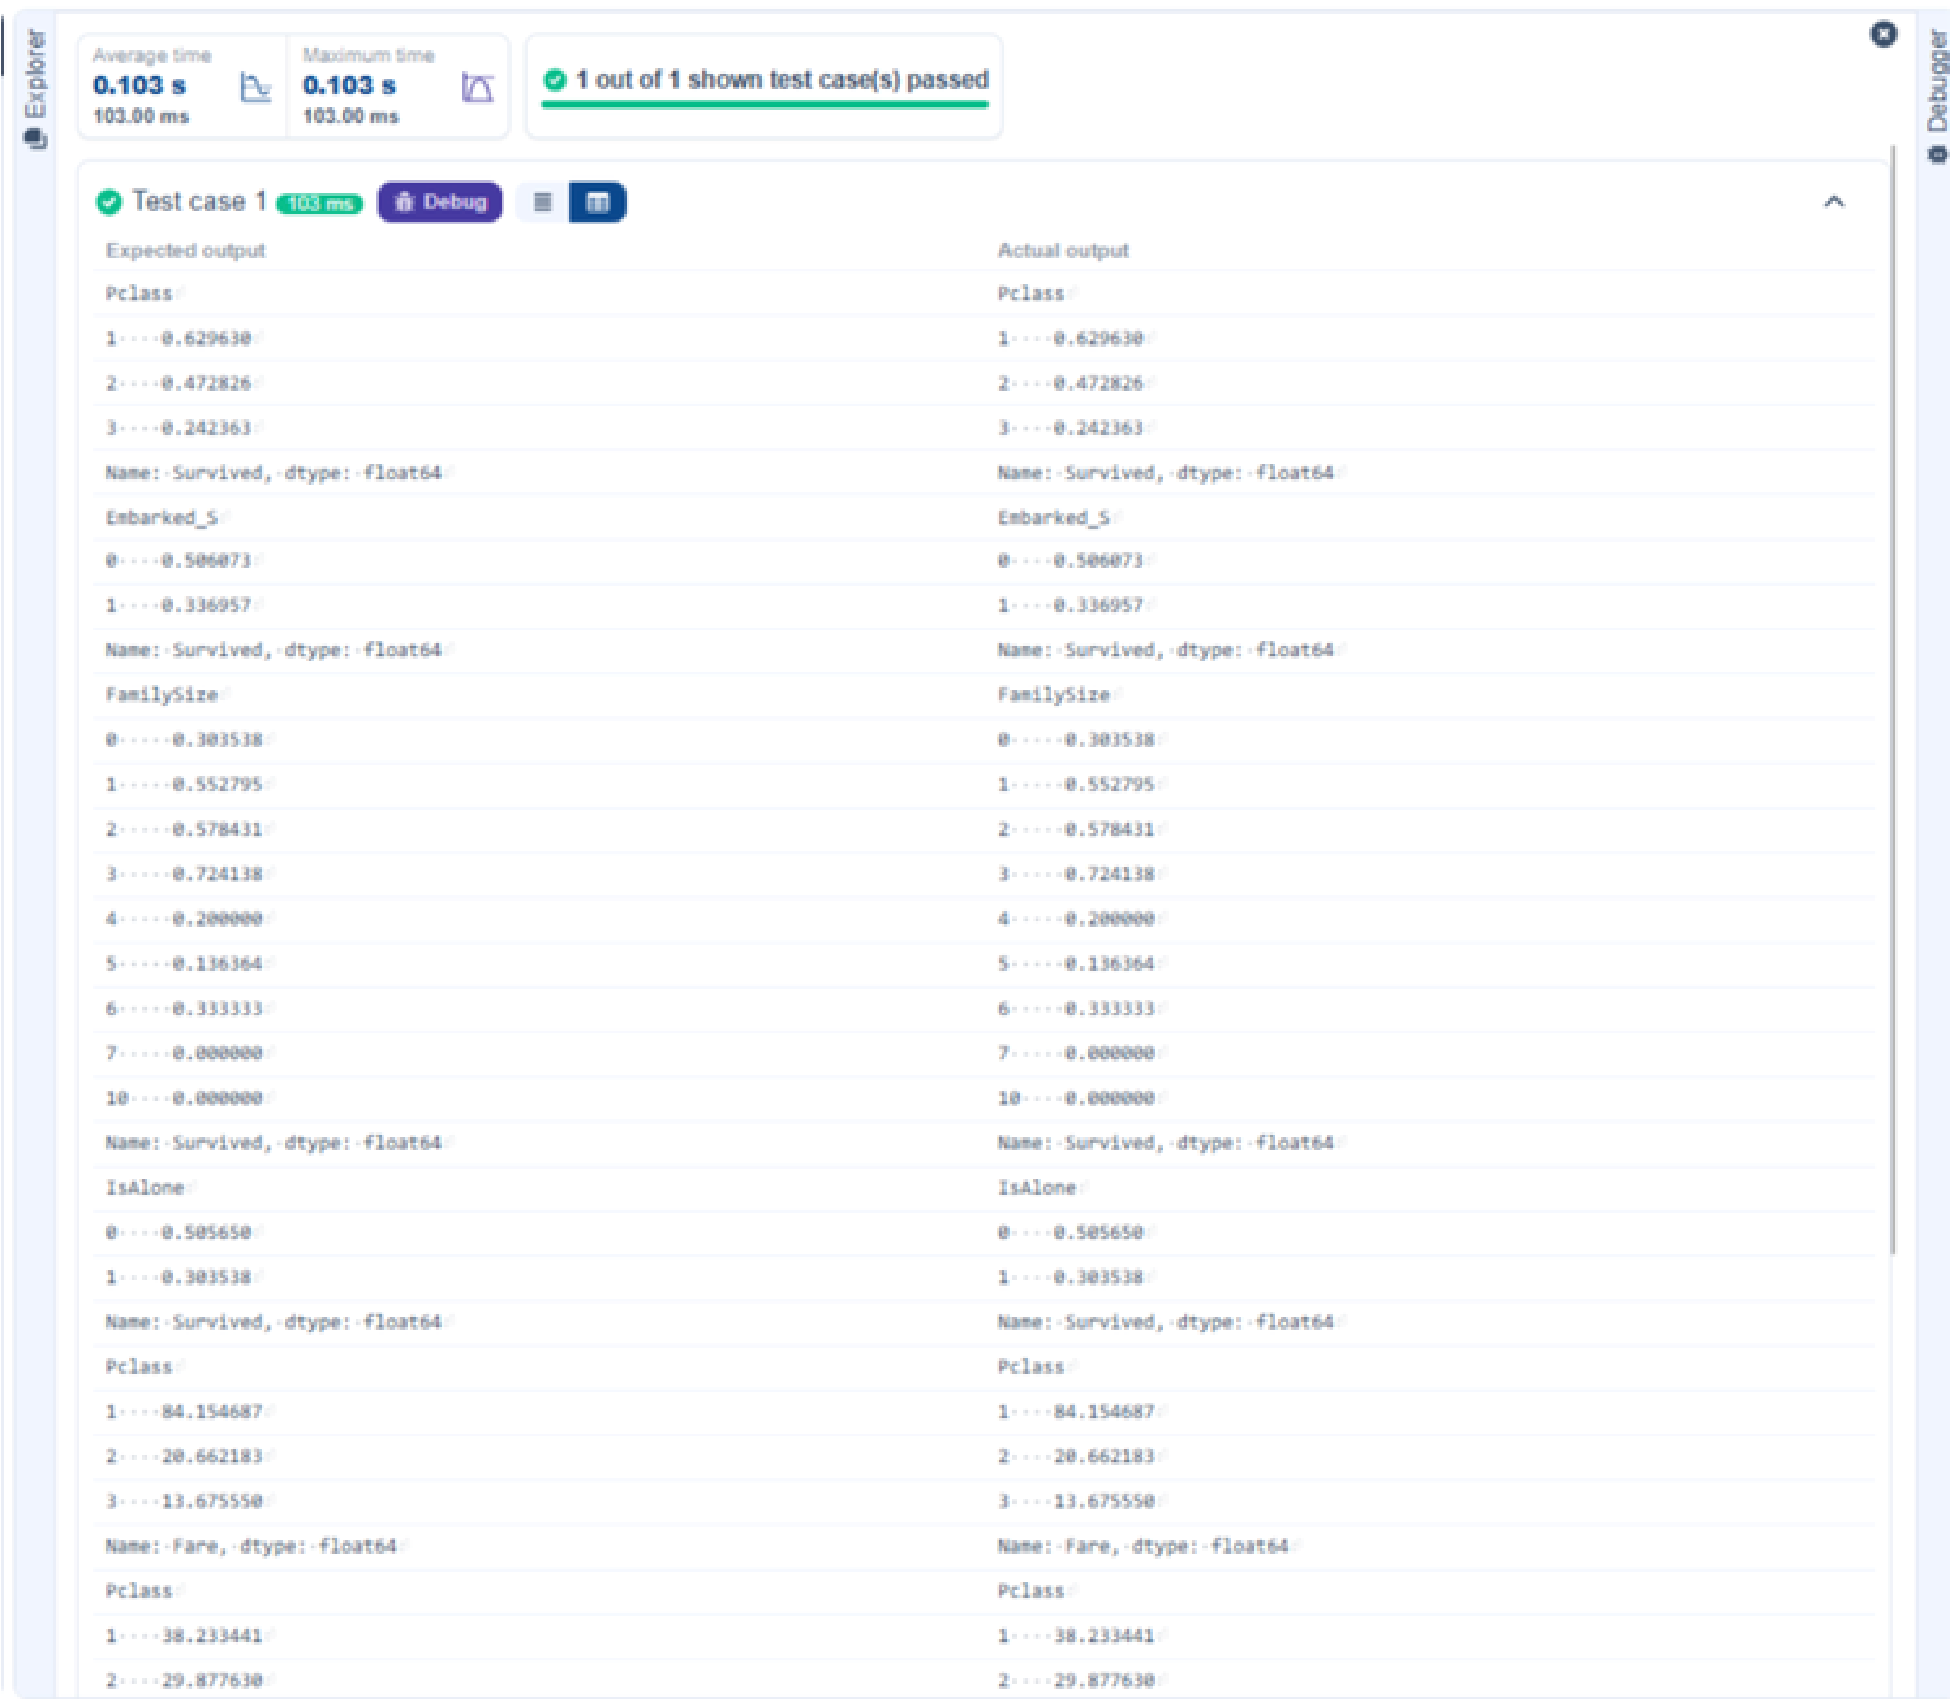 Explorer
Debugger
Average time
0.103 s
103.00 ms
Maximum time
0.103 s
103.00 ms
1 out of 1 shown test case(s) passed
Test case 1 103 ms Debug
Expected output Actual output
Pclass Pclass
1····0.629630 1····0.629630
2····0.472826 2····0.472826
3····0.242363 3····0.242363
Name:·Survived,·dtype:·float64 Name:·Survived,·dtype:·float64
Embarked_S Embarked_S
0····0.506073 0····0.506073
1····0.336957 1····0.336957
Name:·Survived,·dtype:·float64 Name:·Survived,·dtype:·float64
FamilySize FamilySize
0·····0.303538 0·····0.303538
1·····0.552795 1·····0.552795
2·····0.578431 2·····0.578431
3·····0.724138 3·····0.724138
4·····0.200000 4·····0.200000
5·····0.136364 5·····0.136364
6·····0.333333 6·····0.333333
7·····0.000000 7·····0.000000
10····0.000000 10····0.000000
Name:·Survived,·dtype:·float64 Name:·Survived,·dtype:·float64
IsAlone IsAlone
0····0.505650 0····0.505650
1····0.303538 1····0.303538
Name:·Survived,·dtype:·float64 Name:·Survived,·dtype:·float64
Pclass Pclass
1····84.154687 1····84.154687
2····20.662183 2····20.662183
3····13.675550 3····13.675550
Name:·Fare,·dtype:·float64 Name:·Fare,·dtype:·float64
Pclass Pclass
1····38.233441 1····38.233441
2····29.877630 2····29.877630